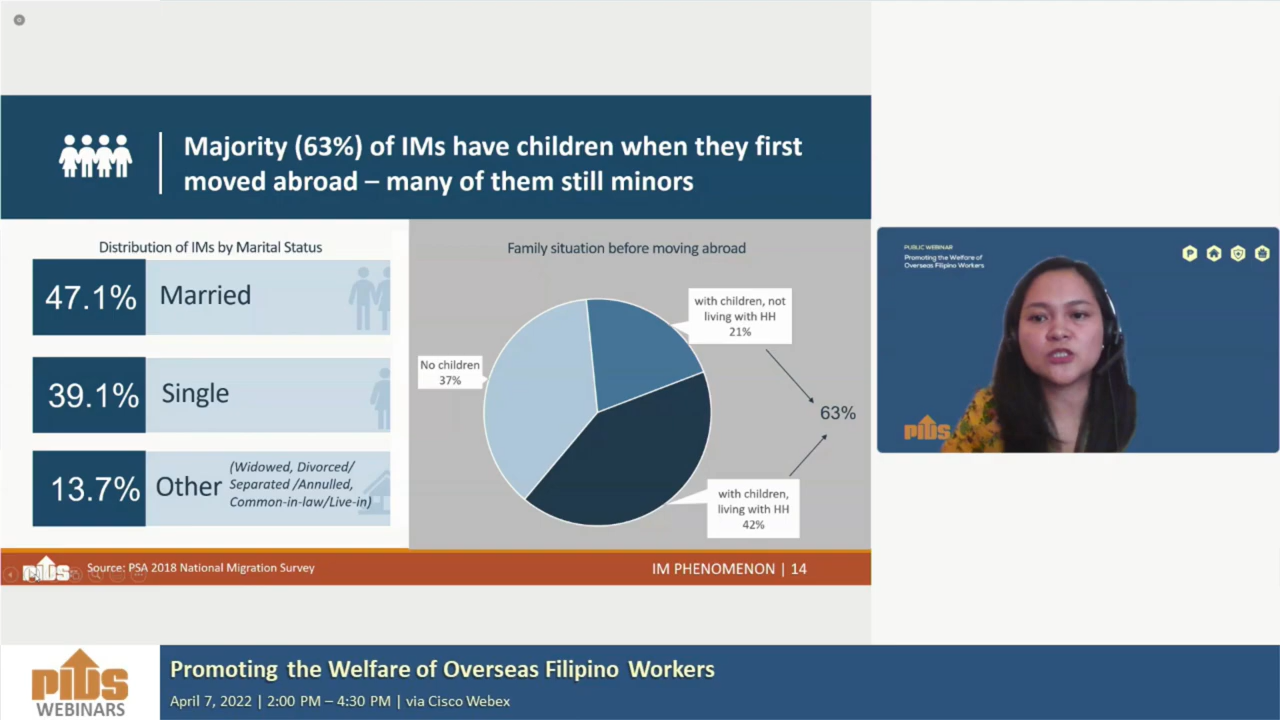 Majority (63%) of IMs have children when they first
moved abroad – many of them still minors
Distribution of IMs by Marital Status
47.1%
Married
39.1%
Single
13.7%
Other
(Widowed, Divorced/
Separated /Annulled,
Common-in-law/Live-in)
Family situation before moving abroad
with children, not
living with HH
21%
No children
37%
63%
with children,
living with HH
42%
PIDS
Source: PSA 2018 National Migration Survey
IM PHENOMENON | 14
PUBLIC WEBINAR
Promoting the Welfare of
Overseas Filipino Workers
P
PIDS
PIDS
WEBINARS
Promoting the Welfare of Overseas Filipino Workers
April 7, 2022 | 2:00 PM – 4:30 PM | via Cisco Webex